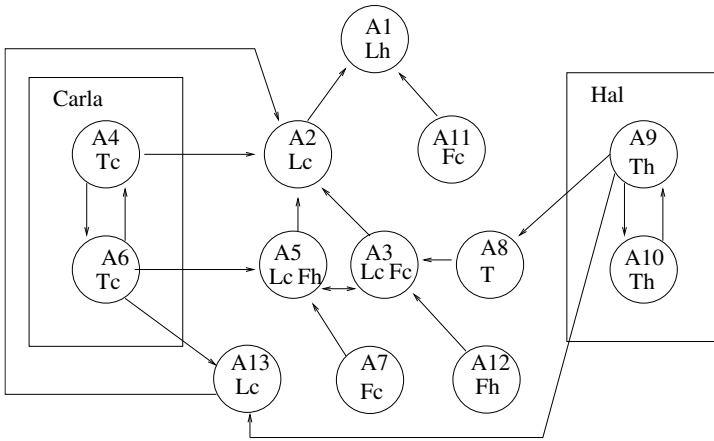 A1
Lh
Carla
Hal
A4
Tc
A2
Lc
A11
Fc
A9
Th
A6
Tc
A5
Lc Fh
A3
Lc Fc
A8
T
A10
Th
A13
Lc
A7
Fc
A12
Fh